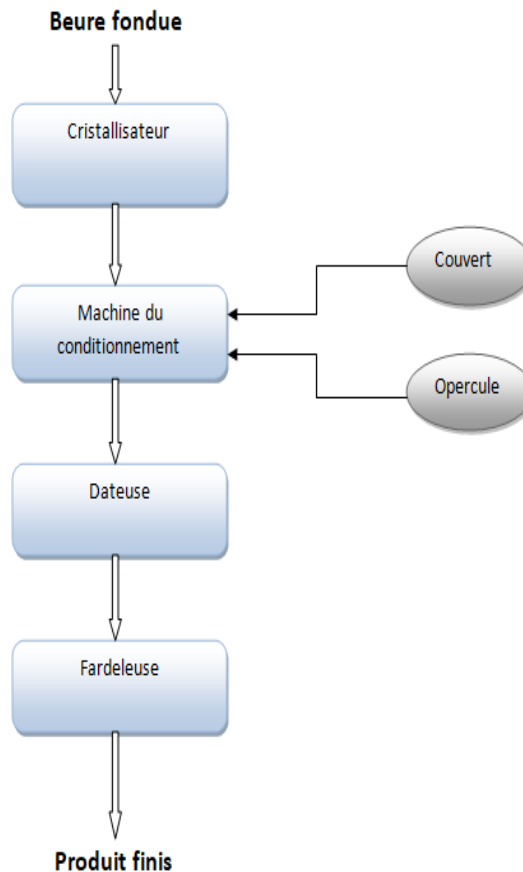 Beure fondue
Cristallisateur
Couvert
Machine du
conditionnement
Opercule
Dateuse
Fardeleuse
Produit finis